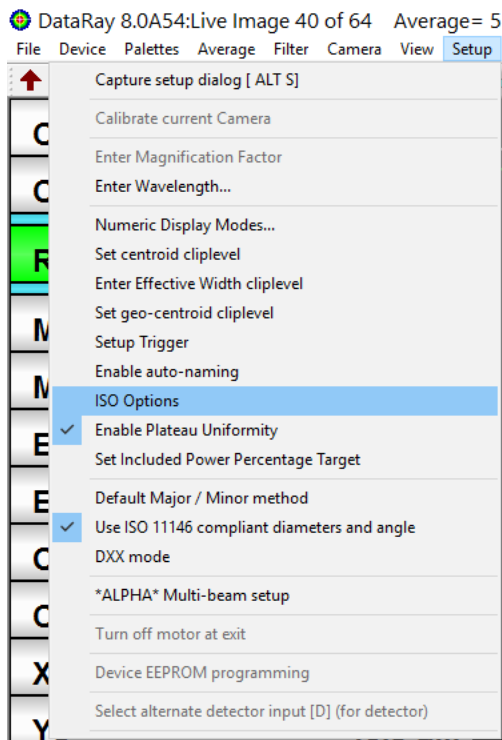 DataRay 8.0A54:Live Image 40 of 64 Average= 5
File Device Palettes Average Filter Camera View Setup
Capture setup dialog [ ALT S]
Calibrate current Camera
Enter Magnification Factor
Enter Wavelength...
Numeric Display Modes...
Set centroid cliplevel
Enter Effective Width cliplevel
Set geo-centroid cliplevel
Setup Trigger
Enable auto-naming
ISO Options
Enable Plateau Uniformity
Set Included Power Percentage Target
Default Major / Minor method
Use ISO 11146 compliant diameters and angle
DXX mode
*ALPHA* Multi-beam setup
Turn off motor at exit
Device EEPROM programming
Select alternate detector input [D] (for detector)